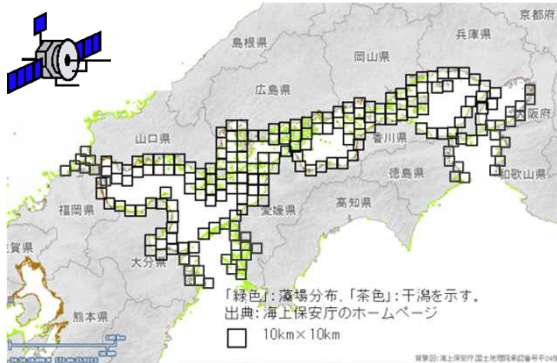 京都府
兵庫県
島根県
岡山県
広島県
大阪府
山口県
香川県
徳島県
和歌山県
福岡県
愛媛県
高知県
佐賀県
大分県
熊本県
「緑色」:藻場分布、「茶色」:干潟を示す。
出典:海上保安庁のホームページ
10km×10km